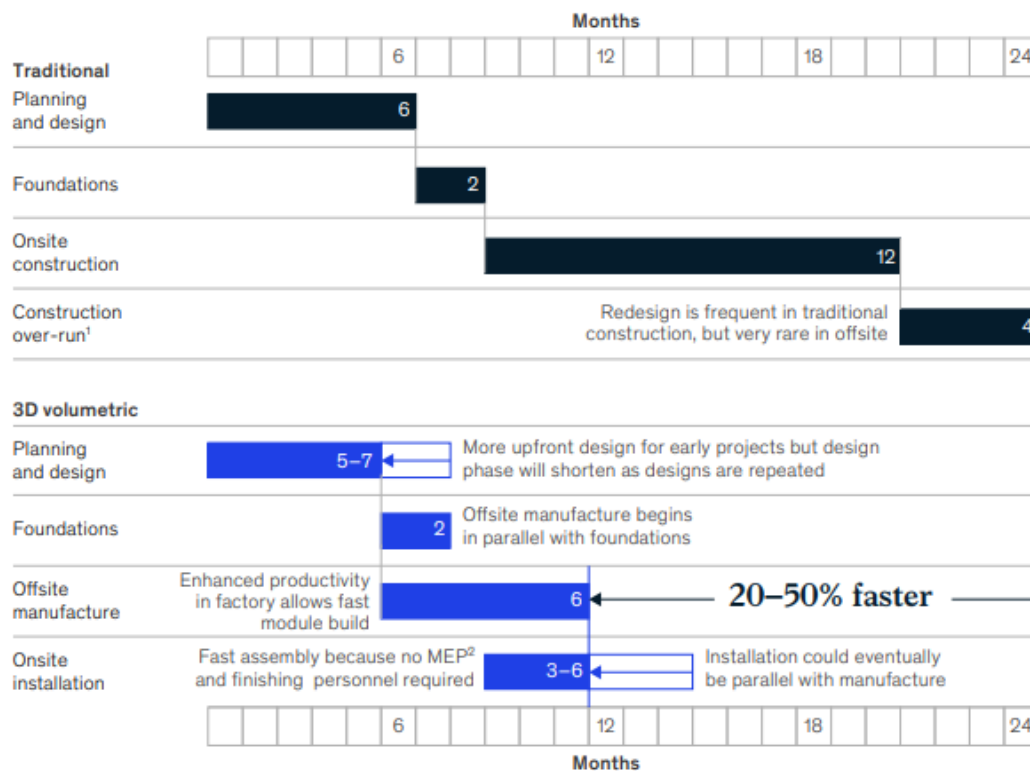 Months
6 12 18 24
Traditional
Planning
and design
6
Foundations
2
Onsite
construction
12
Construction
over-run¹
Redesign is frequent in traditional
construction, but very rare in offsite
4
3D volumetric
Planning
and design
5–7
More upfront design for early projects but design
phase will shorten as designs are repeated
Foundations
2
Offsite manufacture begins
in parallel with foundations
Offsite
manufacture
Enhanced productivity
in factory allows fast
module build
6
20–50% faster
Onsite
installation
Fast assembly because no MEP²
and finishing personnel required
3–6
Installation could eventually
be parallel with manufacture
6 12 18 24
Months